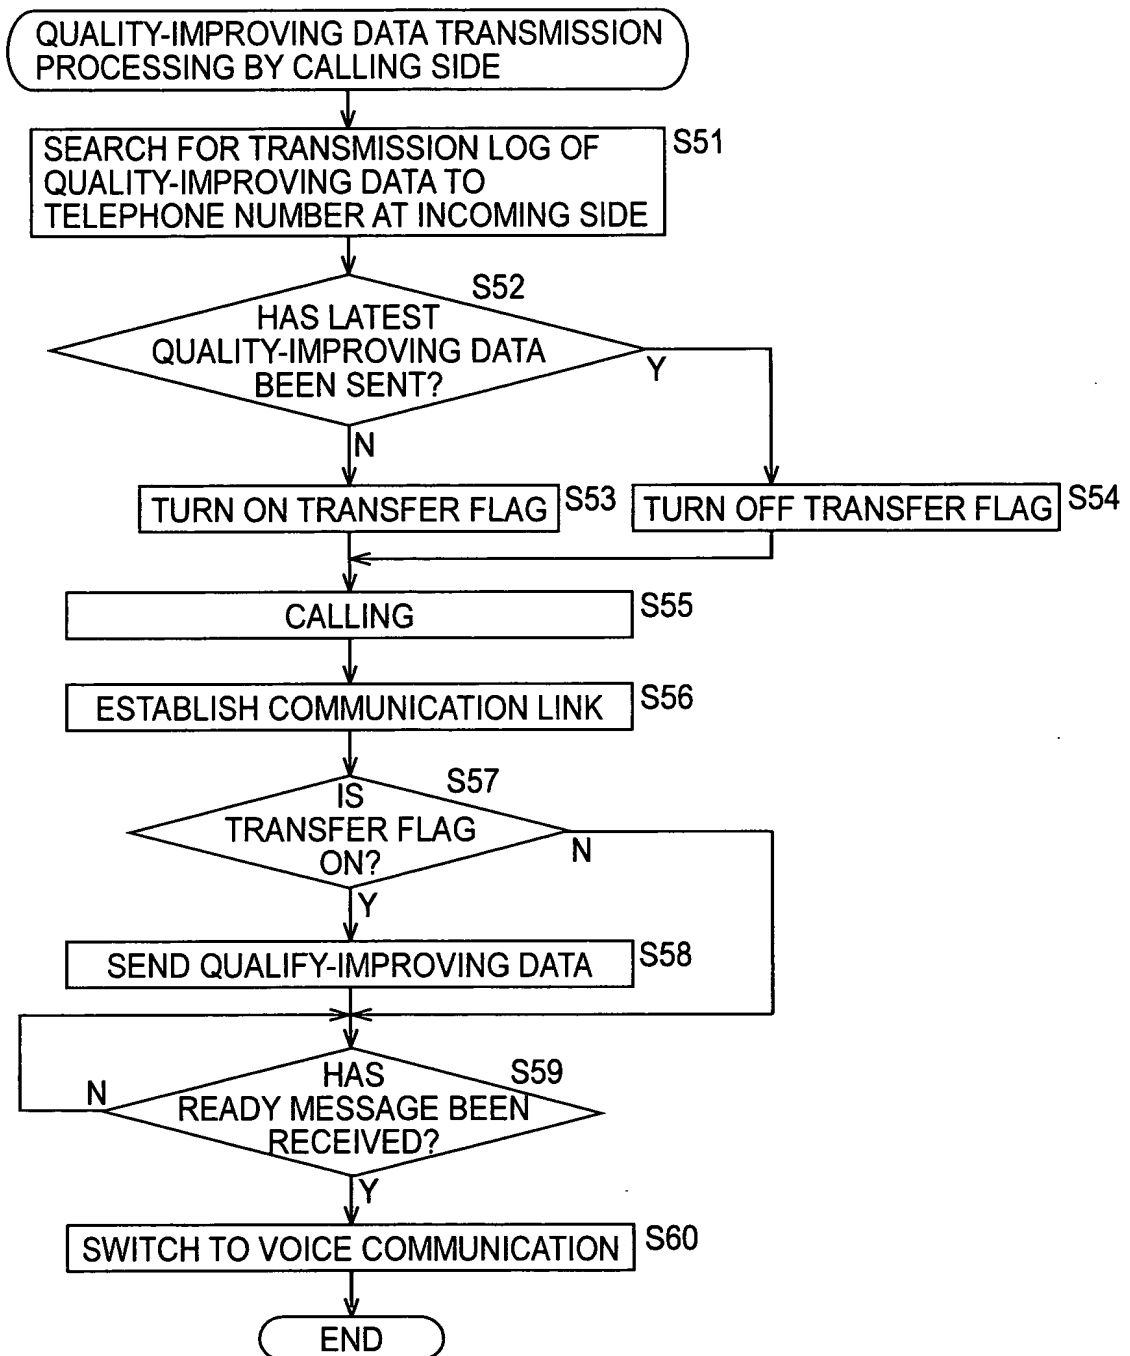 QUALITY-IMPROVING DATA TRANSMISSION
PROCESSING BY CALLING SIDE
SEARCH FOR TRANSMISSION LOG OF
QUALITY-IMPROVING DATA TO
TELEPHONE NUMBER AT INCOMING SIDE
S51
S52
HAS LATEST
QUALITY-IMPROVING DATA
BEEN SENT?
Y
N
TURN ON TRANSFER FLAG
S53
TURN OFF TRANSFER FLAG
S54
CALLING
S55
ESTABLISH COMMUNICATION LINK
S56
S57
IS
TRANSFER FLAG
ON?
N
Y
SEND QUALIFY-IMPROVING DATA
S58
HAS
S59
READY MESSAGE BEEN
RECEIVED?
N
Y
SWITCH TO VOICE COMMUNICATION
S60
END